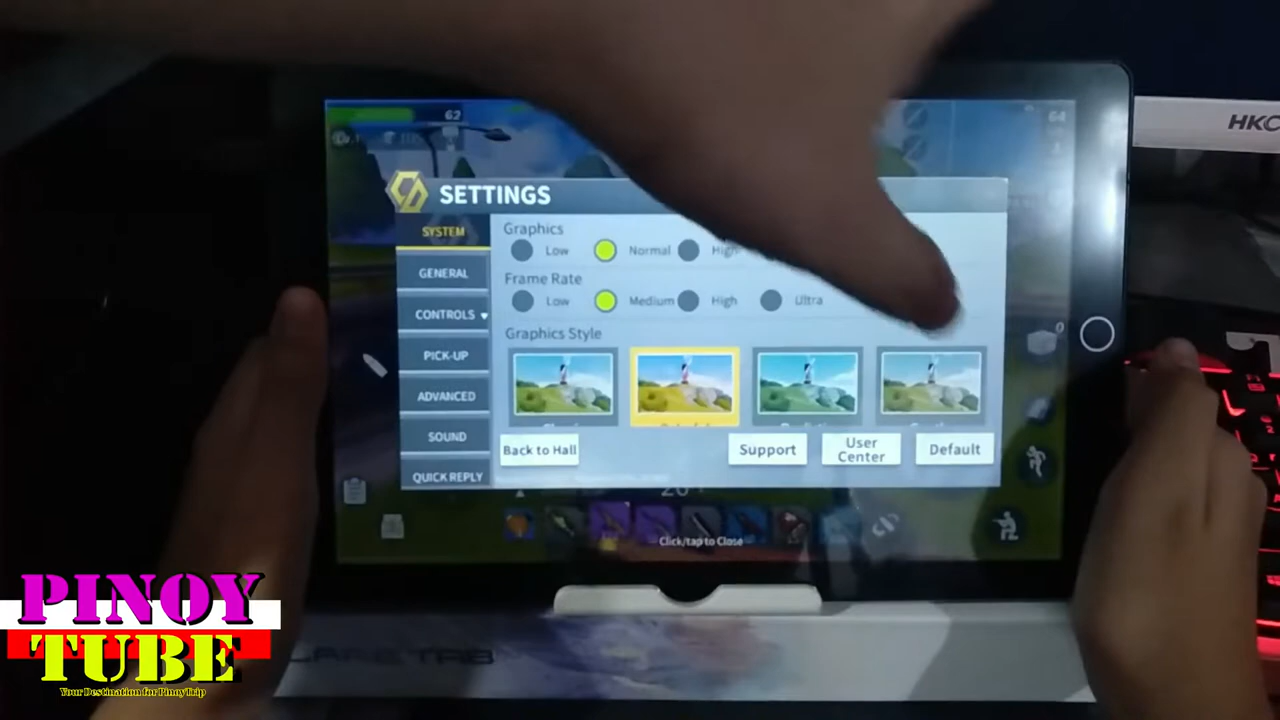 62
64
HKC
SETTINGS
SYSTEM
Graphics
Low Normal High
GENERAL
Frame Rate
Low Medium High Ultra
CONTROLS
Graphics Style
PICK-UP
ADVANCED
SOUND
Back to Hall Support User Center Default
QUICK REPLY
Click/tap to Close
PINOY
TUBE
Your Destination for PinoyTrip